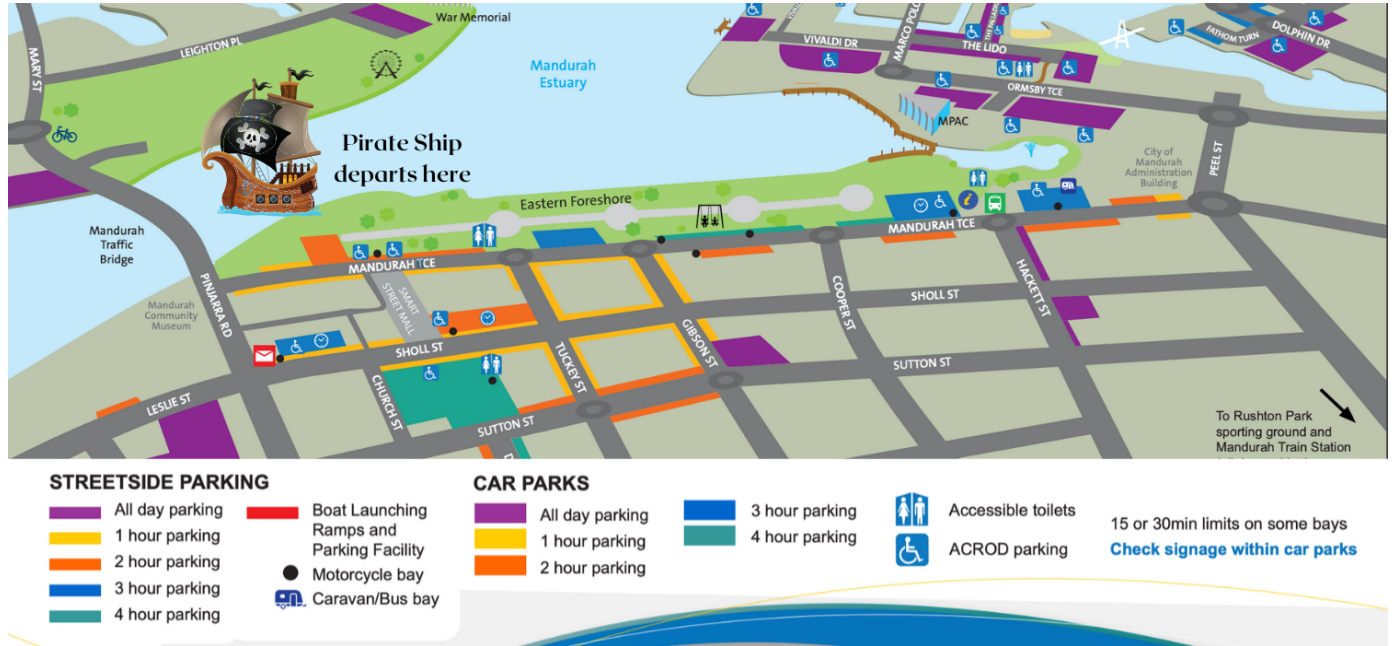 War Memorial
LEIGHTON PL
MARY ST
Mandurah
Estuary
VIVALDI DR
MARCO POLO
THE PALLADIO
THE LIDO
FATHOM TURN
DOLPHIN DR
ORMSBY TCE
MPAC
PEEL ST
City of
Mandurah
Administration
Building
Pirate Ship
departs here
Eastern Foreshore
Mandurah
Traffic
Bridge
MANDURAH TCE
MANDURAH TCE
PINJARRA RD
Mandurah
Community
Museum
SMART
STREET MALL
SHOLL ST
SHOLL ST
COOPER ST
HACKETT ST
GIBSON ST
TUCKEY ST
CHURCH ST
LESLIE ST
SUTTON ST
SUTTON ST
To Rushton Park
sporting ground and
Mandurah Train Station
STREETSIDE PARKING
All day parking
1 hour parking
2 hour parking
3 hour parking
4 hour parking
Boat Launching
Ramps and
Parking Facility
Motorcycle bay
Caravan/Bus bay
CAR PARKS
All day parking
1 hour parking
2 hour parking
3 hour parking
4 hour parking
Accessible toilets
ACROD parking
15 or 30min limits on some bays
Check signage within car parks